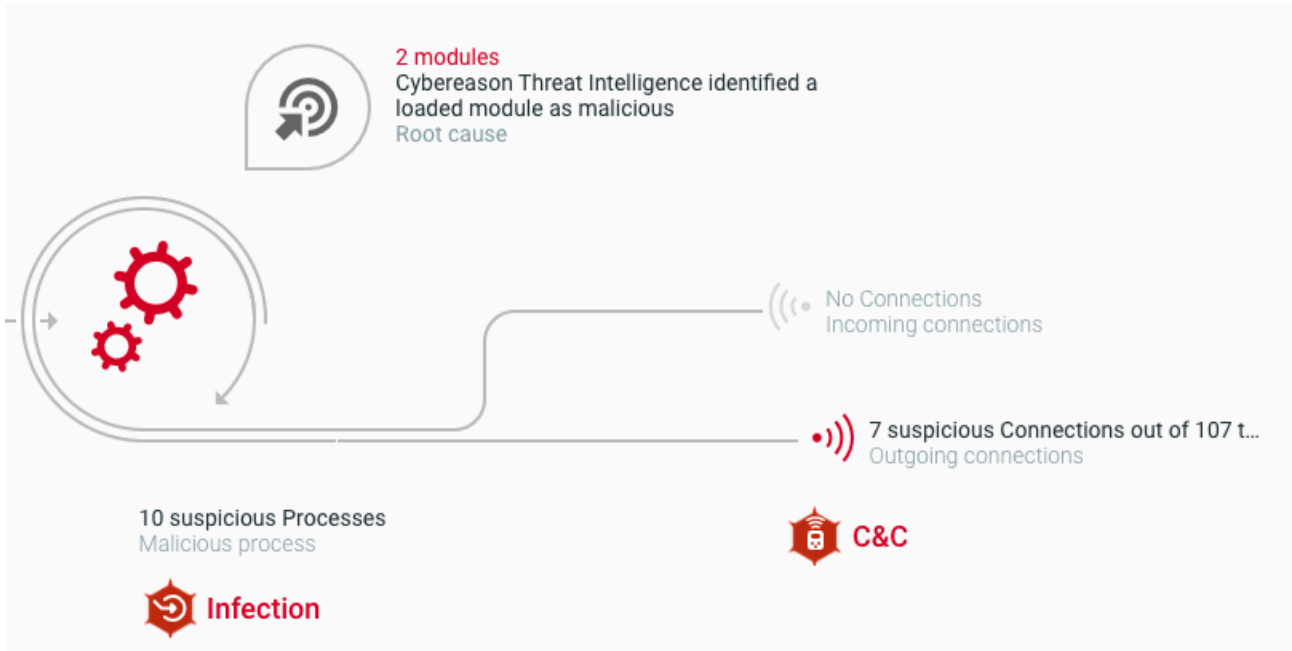 2 modules
Cybereason Threat Intelligence identified a
loaded module as malicious
Root cause
No Connections
Incoming connections
7 suspicious Connections out of 107 t...
Outgoing connections
10 suspicious Processes
Malicious process
C&C
Infection